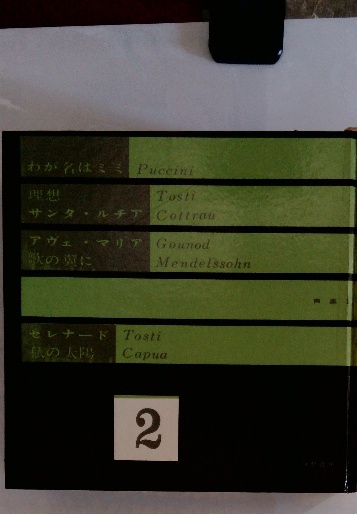 わが名はミミ Puccini
理想 Tosti
サンタ・ルチア Cottrau
アヴェ・マリア Gounod
歌の翼に Mendelssohn
セレナード Tosti
私の太陽 Capua
2